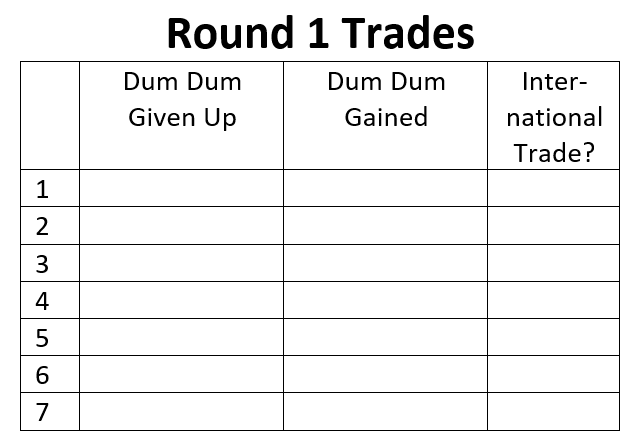 Round 1 Trades
Dum Dum
Given Up
Dum Dum
Gained
Inter-
national
Trade?
1
2
3
4
5
6
7